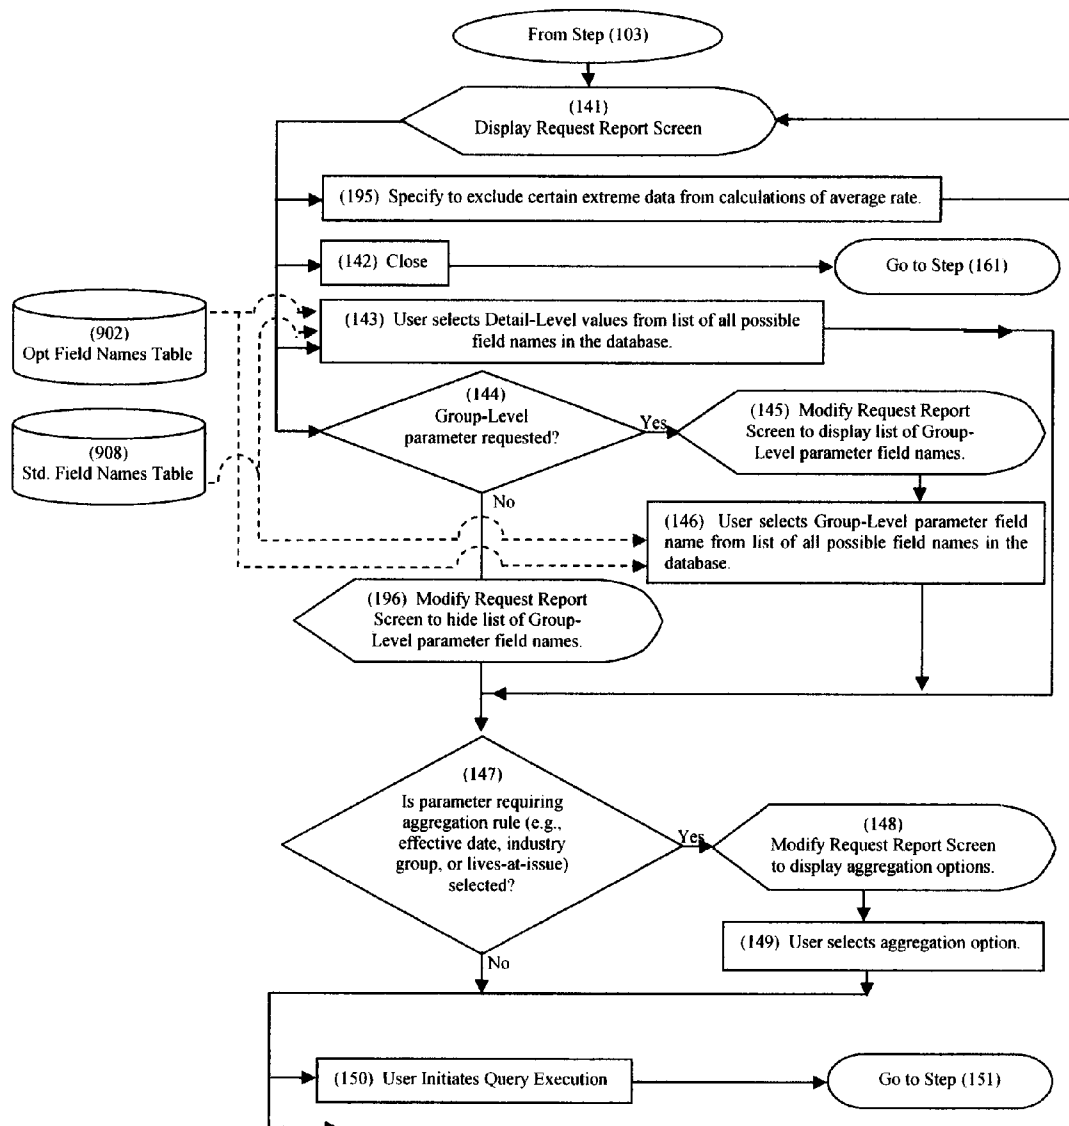 From Step (103)
(141)
Display Request Report Screen
(195) Specify to exclude certain extreme data from calculations of average rate.
(142) Close
Go to Step (161)
(902)
Opt Field Names Table
(143) User selects Detail-Level values from list of all possible
field names in the database.
(144)
Group-Level
parameter requested?
Yes
(145) Modify Request Report
Screen to display list of Group-
Level parameter field names.
(908)
Std. Field Names Table
No
(146) User selects Group-Level parameter field
name from list of all possible field names in the
database.
(196) Modify Request Report
Screen to hide list of Group-
Level parameter field names.
(147)
Is parameter requiring
aggregation rule (e.g.,
effective date, industry
group, or lives-at-issue)
selected?
Yes
(148)
Modify Request Report Screen
to display aggregation options.
(149) User selects aggregation option.
No
(150) User Initiates Query Execution
Go to Step (151)